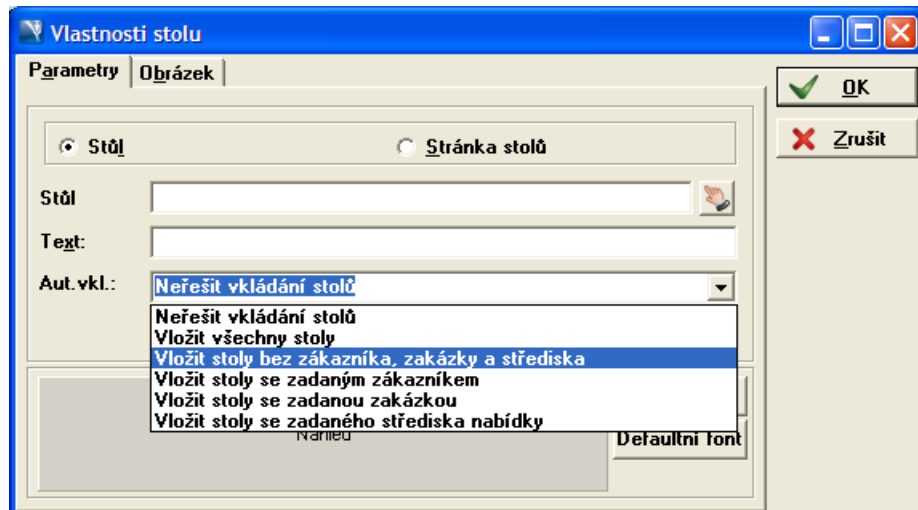 Vlastnosti stolu
Parametry
Obrázek
OK
Zrušit
Stůl
Stránka stolů
Stůl
Text:
Aut.vkl.:
Neřešit vkládání stolů
Neřešit vkládání stolů
Vložit všechny stoly
Vložit stoly bez zákazníka, zakázky a střediska
Vložit stoly se zadaným zákazníkem
Vložit stoly se zadanou zakázkou
Vložit stoly se zadaného střediska nabídky
Náhled
Defaultní font